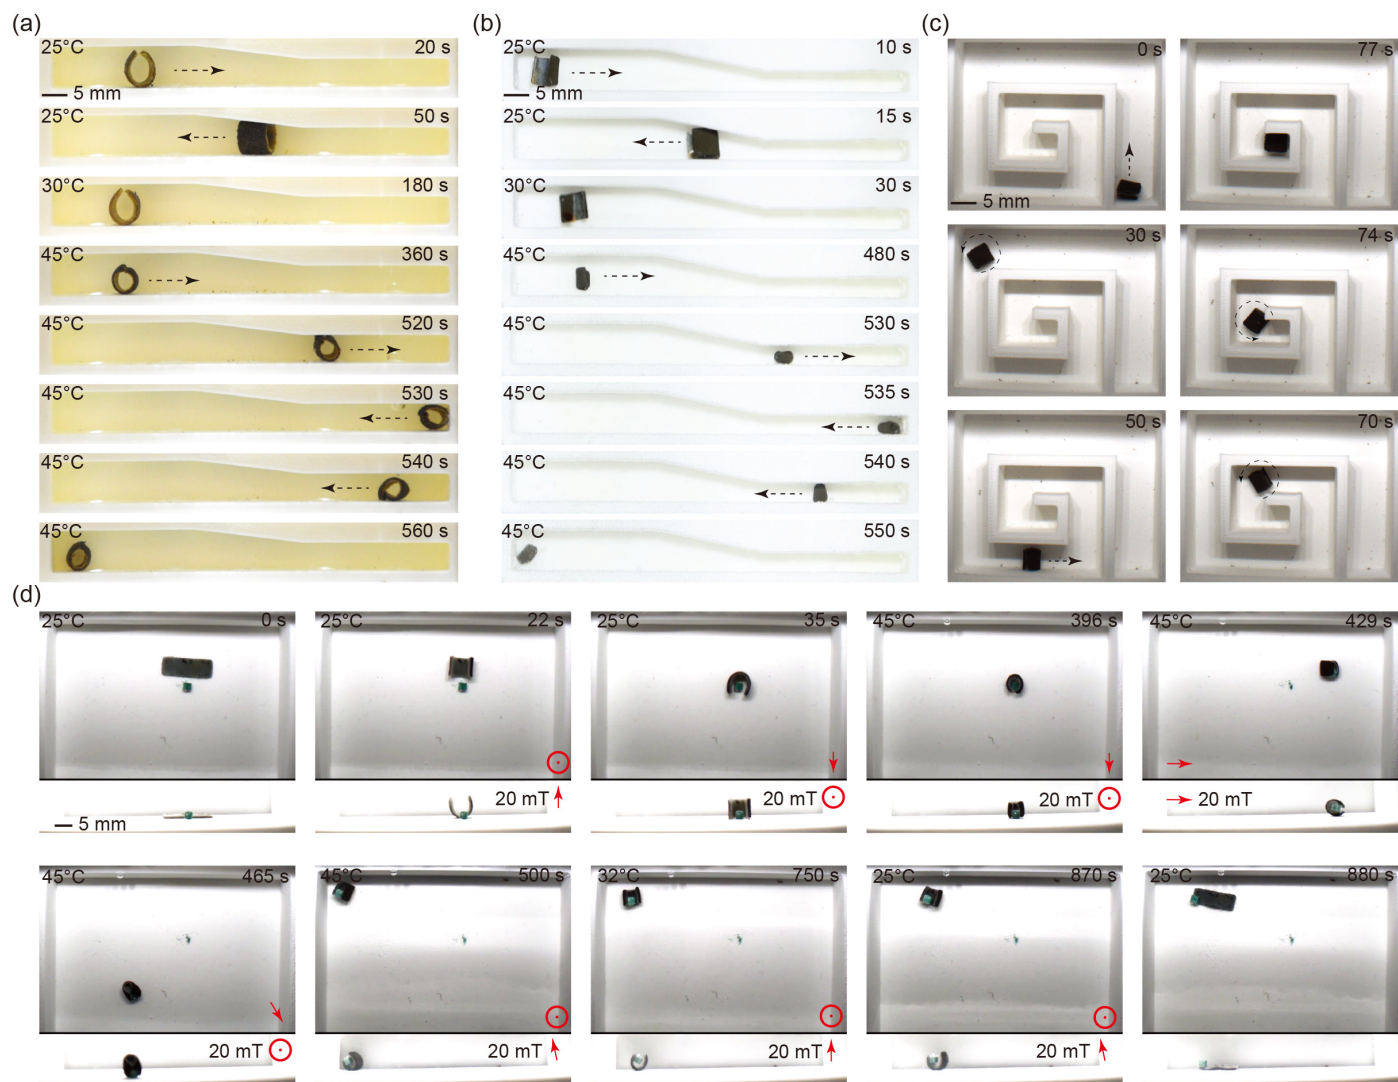 (a)
25°C 20 s
5 mm
25°C 50 s
30°C 180 s
45°C 360 s
45°C 520 s
45°C 530 s
45°C 540 s
45°C 560 s
(b)
25°C 10 s
5 mm
25°C 15 s
30°C 30 s
45°C 480 s
45°C 530 s
45°C 535 s
45°C 540 s
45°C 550 s
(c)
0 s 77 s
5 mm
30 s 74 s
50 s 70 s
(d)
25°C 0 s 25°C 22 s 25°C 35 s 45°C 396 s 45°C 429 s
5 mm 20 mT 20 mT 20 mT 20 mT
45°C 465 s 45°C 500 s 32°C 750 s 25°C 870 s 25°C 880 s
20 mT 20 mT 20 mT 20 mT